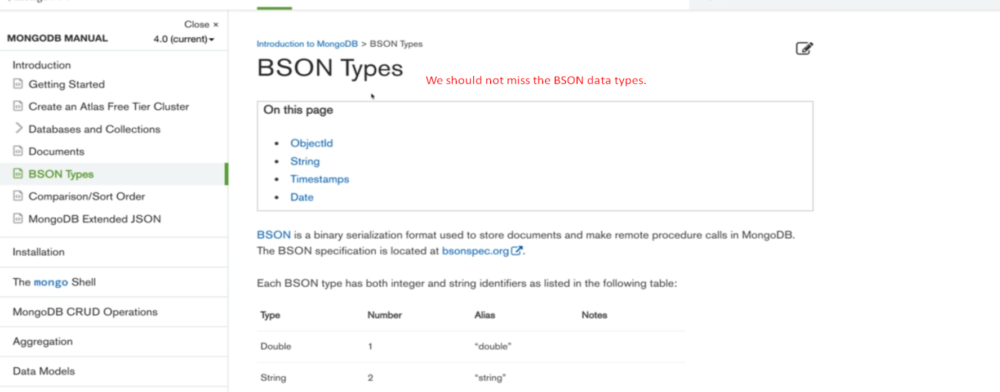 Close ×
MONGODB MANUAL 4.0 (current)
Introduction
Getting Started
Create an Atlas Free Tier Cluster
Databases and Collections
Documents
BSON Types
Comparison/Sort Order
MongoDB Extended JSON
Installation
The mongo Shell
MongoDB CRUD Operations
Aggregation
Data Models
Introduction to MongoDB > BSON Types
BSON Types
We should not miss the BSON data types.
On this page
• ObjectId
• String
• Timestamps
• Date
BSON is a binary serialization format used to store documents and make remote procedure calls in MongoDB.
The BSON specification is located at bsonspec.org.
Each BSON type has both integer and string identifiers as listed in the following table:
Type Number Alias Notes
Double 1 “double”
String 2 “string”